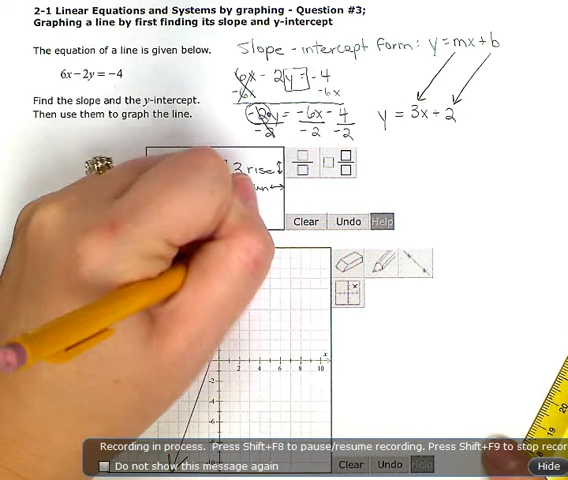 2-1 Linear Equations and Systems by graphing - Question #3;
Graphing a line by first finding its slope and y-intercept
The equation of a line is given below.
Slope-intercept form: y=mx+b
6x-2y=-4
6x - 2y = -4
-6x -6x
-2y = -6x - 4
-2 -2 -2
y = 3x + 2
Find the slope and the y-intercept.
Then use them to graph the line.
3 rise
Clear Undo Help
x
2 4 6 8 10
-2
-4
-6
20
19
Recording in process. Press Shift+F8 to pause/resume recording. Press Shift+F9 to stop recor
Do not show this message again
Clear Undo Help
Hide